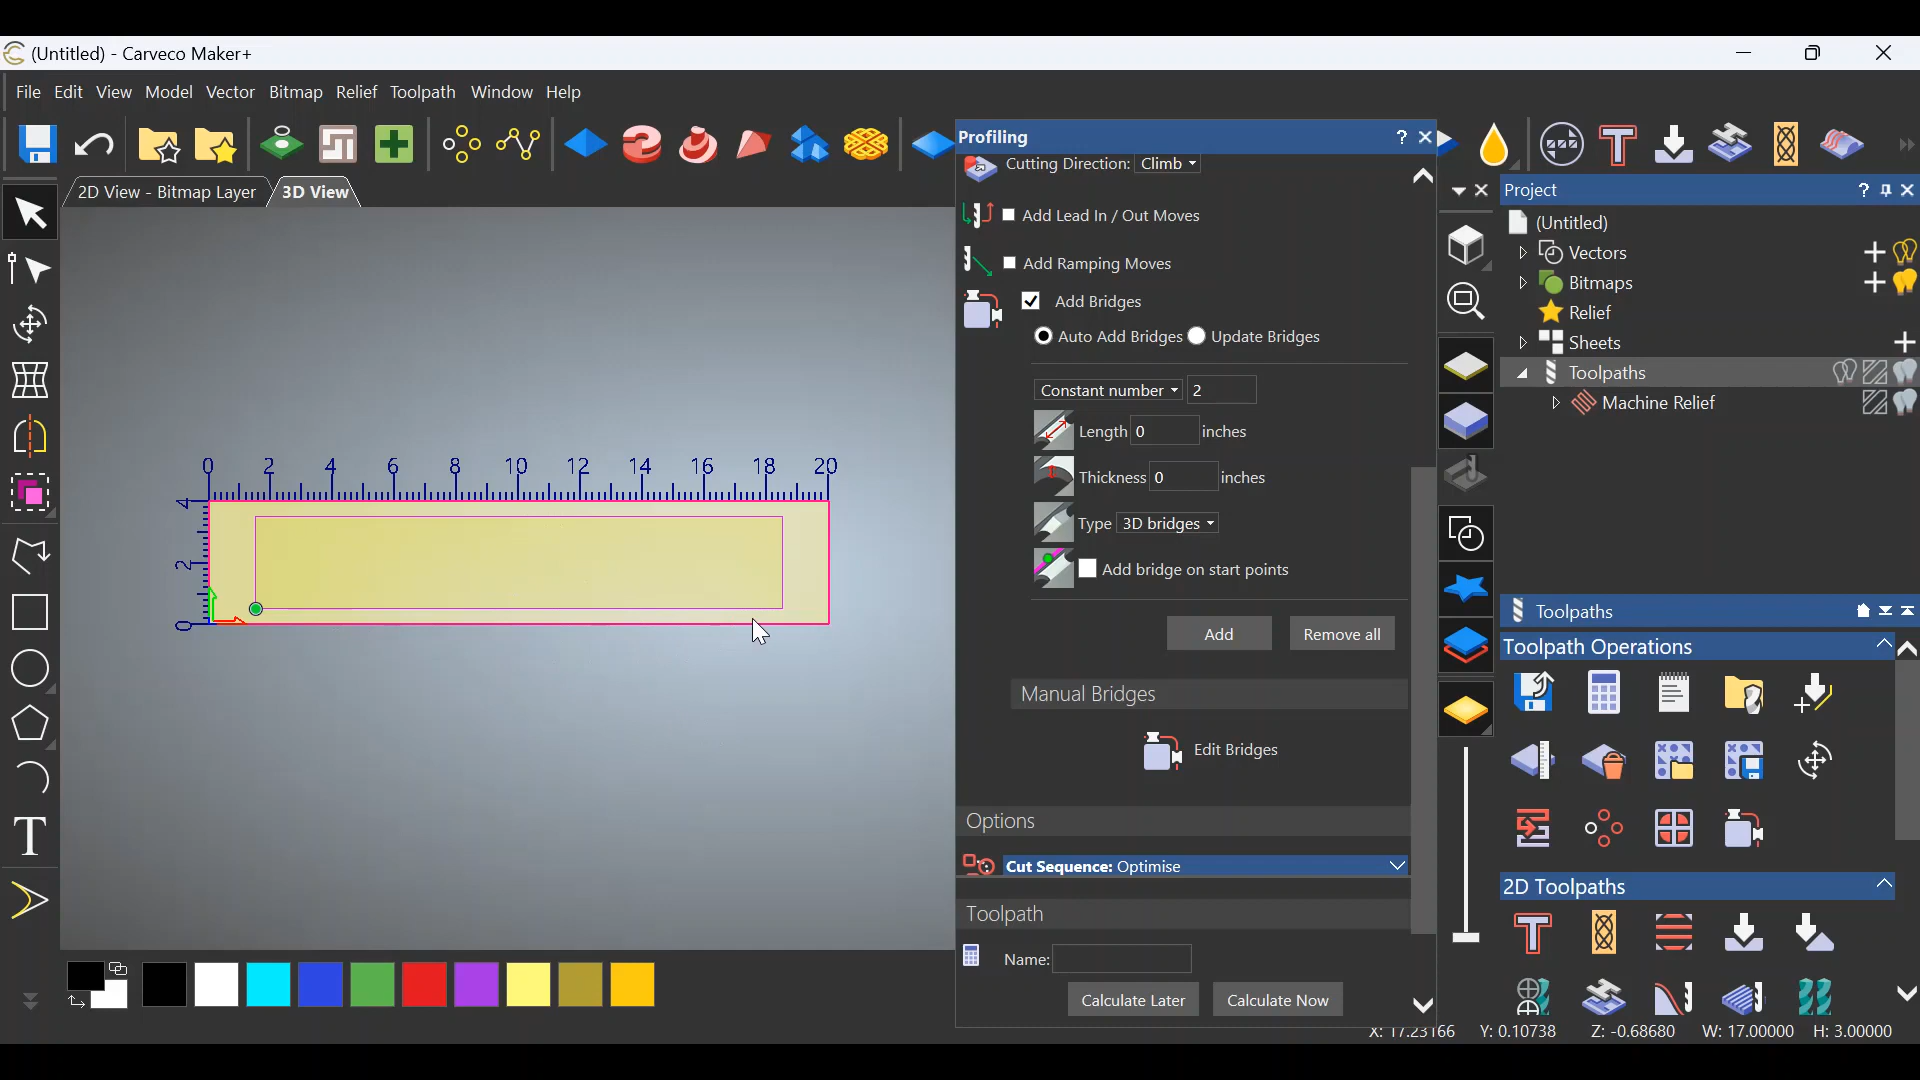 (Untitled) - Carveco Maker+
File Edit View Model Vector Bitmap Relief Toolpath Window Help
2D View - Bitmap Layer
3D View
0 2 4 6 8 10 12 14 16 18 20
4
2
0
Profiling
? ×
Cutting Direction: Climb
Add Lead In / Out Moves
Add Ramping Moves
Add Bridges
Auto Add Bridges Update Bridges
Constant number 2
Length 0 inches
Thickness 0 inches
Type 3D bridges
Add bridge on start points
Add Remove all
Manual Bridges
Edit Bridges
Options
Cut Sequence: Optimise
Toolpath
Name:
Calculate Later Calculate Now
Project
?
(Untitled)
Vectors
Bitmaps
Relief
Sheets
Toolpaths
Machine Relief
Toolpaths
Toolpath Operations
2D Toolpaths
X: 17.23166 Y: 0.10738 Z: -0.68680 W: 17.00000 H: 3.00000